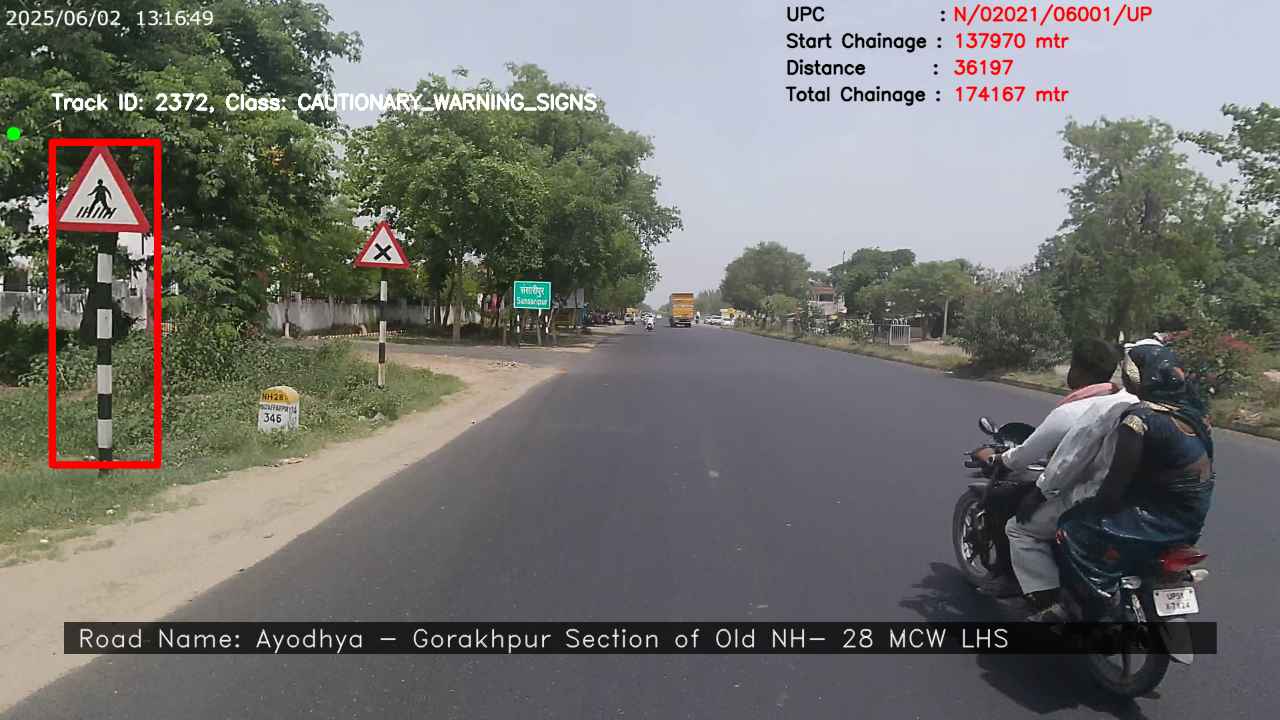 2025/06/02 13:16:49
UPC : N/02021/06001/UP
Start Chainage : 137970 mtr
Distance : 36197
Total Chainage : 174167 mtr
Track ID: 2372, Class: CAUTIONARY_WARNING_SIGNS
संसारीपुर
Sansaripur
NH28
346
UP51
Road Name: Ayodhya - Gorakhpur Section of Old NH- 28 MCW LHS